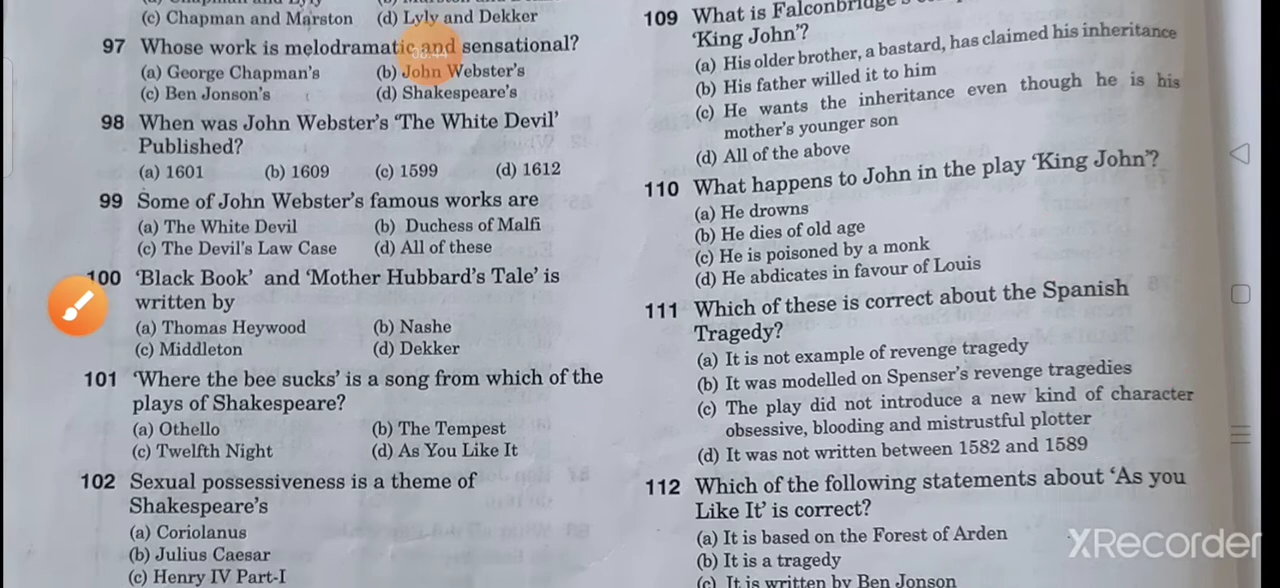 (c) Chapman and Marston (d) Lyly and Dekker
97 Whose work is melodramatic and sensational?
(a) George Chapman's (b) John Webster's
(c) Ben Jonson's (d) Shakespeare's
98 When was John Webster's 'The White Devil'
Published?
(a) 1601 (b) 1609 (c) 1599 (d) 1612
99 Some of John Webster's famous works are
(a) The White Devil (b) Duchess of Malfi
(c) The Devil's Law Case (d) All of these
100 'Black Book' and 'Mother Hubbard's Tale' is
written by
(a) Thomas Heywood (b) Nashe
(c) Middleton (d) Dekker
101 'Where the bee sucks' is a song from which of the
plays of Shakespeare?
(a) Othello (b) The Tempest
(c) Twelfth Night (d) As You Like It
102 Sexual possessiveness is a theme of
Shakespeare's
(a) Coriolanus
(b) Julius Caesar
(c) Henry IV Part-I
109 What is Falconbridge's
'King John'?
(a) His older brother, a bastard, has claimed his inheritance
(b) His father willed it to him
(c) He wants the inheritance even though he is his
mother's younger son
(d) All of the above
110 What happens to John in the play 'King John'?
(a) He drowns
(b) He dies of old age
(c) He is poisoned by a monk
(d) He abdicates in favour of Louis
111 Which of these is correct about the Spanish
Tragedy?
(a) It is not example of revenge tragedy
(b) It was modelled on Spenser's revenge tragedies
(c) The play did not introduce a new kind of character
obsessive, blooding and mistrustful plotter
(d) It was not written between 1582 and 1589
112 Which of the following statements about 'As you
Like It' is correct?
(a) It is based on the Forest of Arden
(b) It is a tragedy
(c) It is written by Ben Jonson
XRecorder